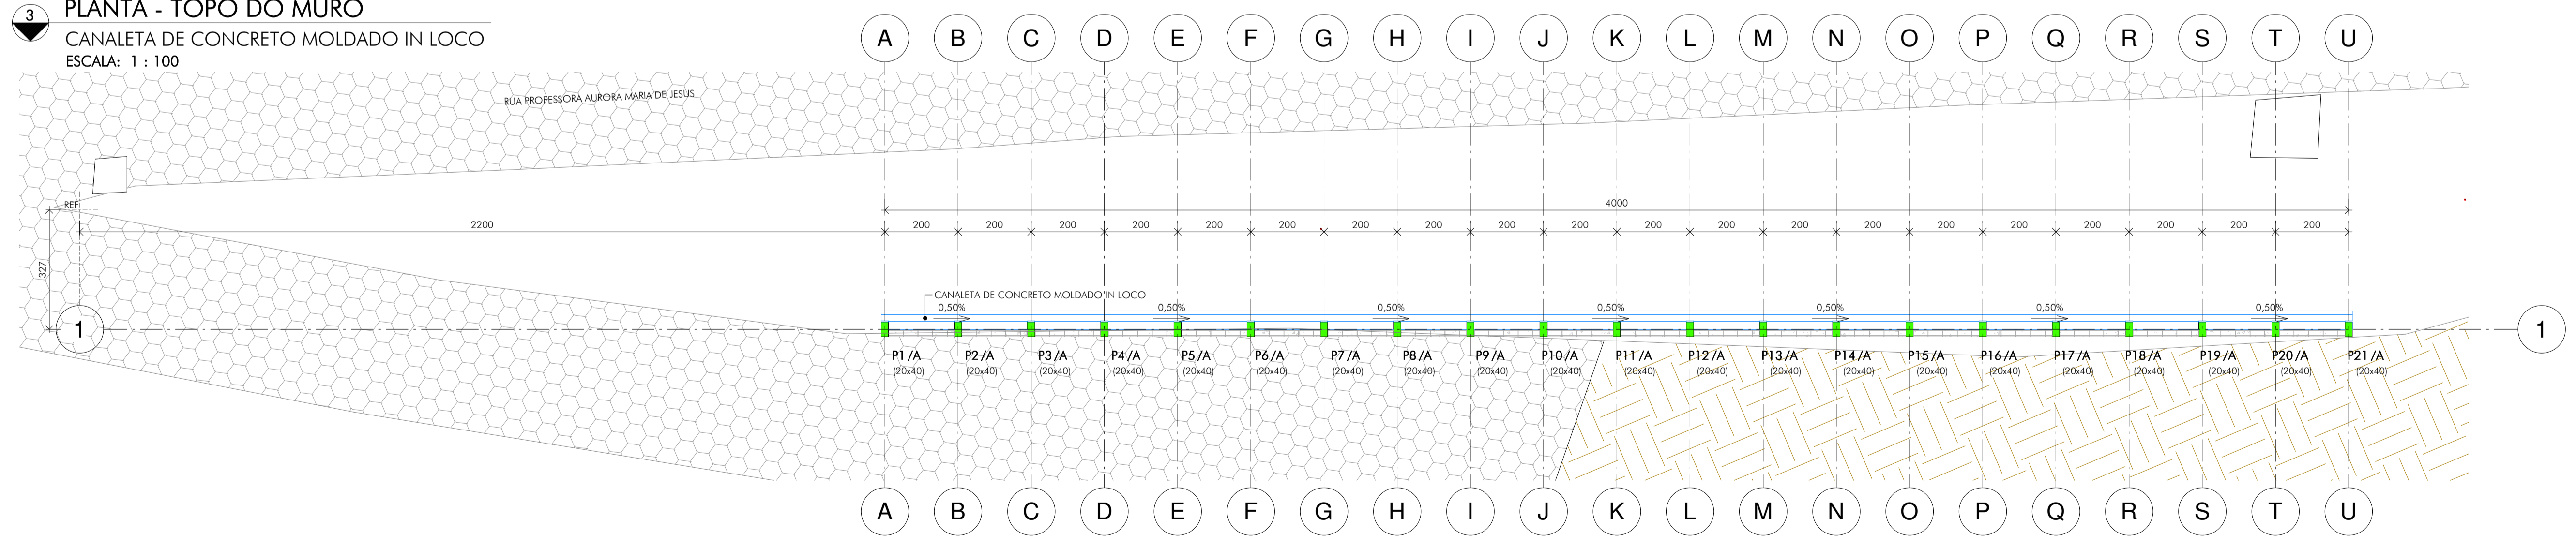 3
PLANTA - TOPO DO MURO
CANALETA DE CONCRETO MOLDADO IN LOCO
ESCALA: 1 : 100
A B C D E F G H I J K L M N O P Q R S T U
RUA PROFESSORA AURORA MARIA DE JESUS
REF
4000
2200 200 200 200 200 200 200 200 200 200 200 200 200 200 200 200 200 200 200 200 200
327
CANALETA DE CONCRETO MOLDADO IN LOCO
0,50% 0,50% 0,50% 0,50% 0,50% 0,50% 0,50%
1 1
P1/A P2/A P3/A P4/A P5/A P6/A P7/A P8/A P9/A P10/A P11/A P12/A P13/A P14/A P15/A P16/A P17/A P18/A P19/A P20/A P21/A
(20x40) (20x40) (20x40) (20x40) (20x40) (20x40) (20x40) (20x40) (20x40) (20x40) (20x40) (20x40) (20x40) (20x40) (20x40) (20x40) (20x40) (20x40) (20x40) (20x40) (20x40)
A B C D E F G H I J K L M N O P Q R S T U